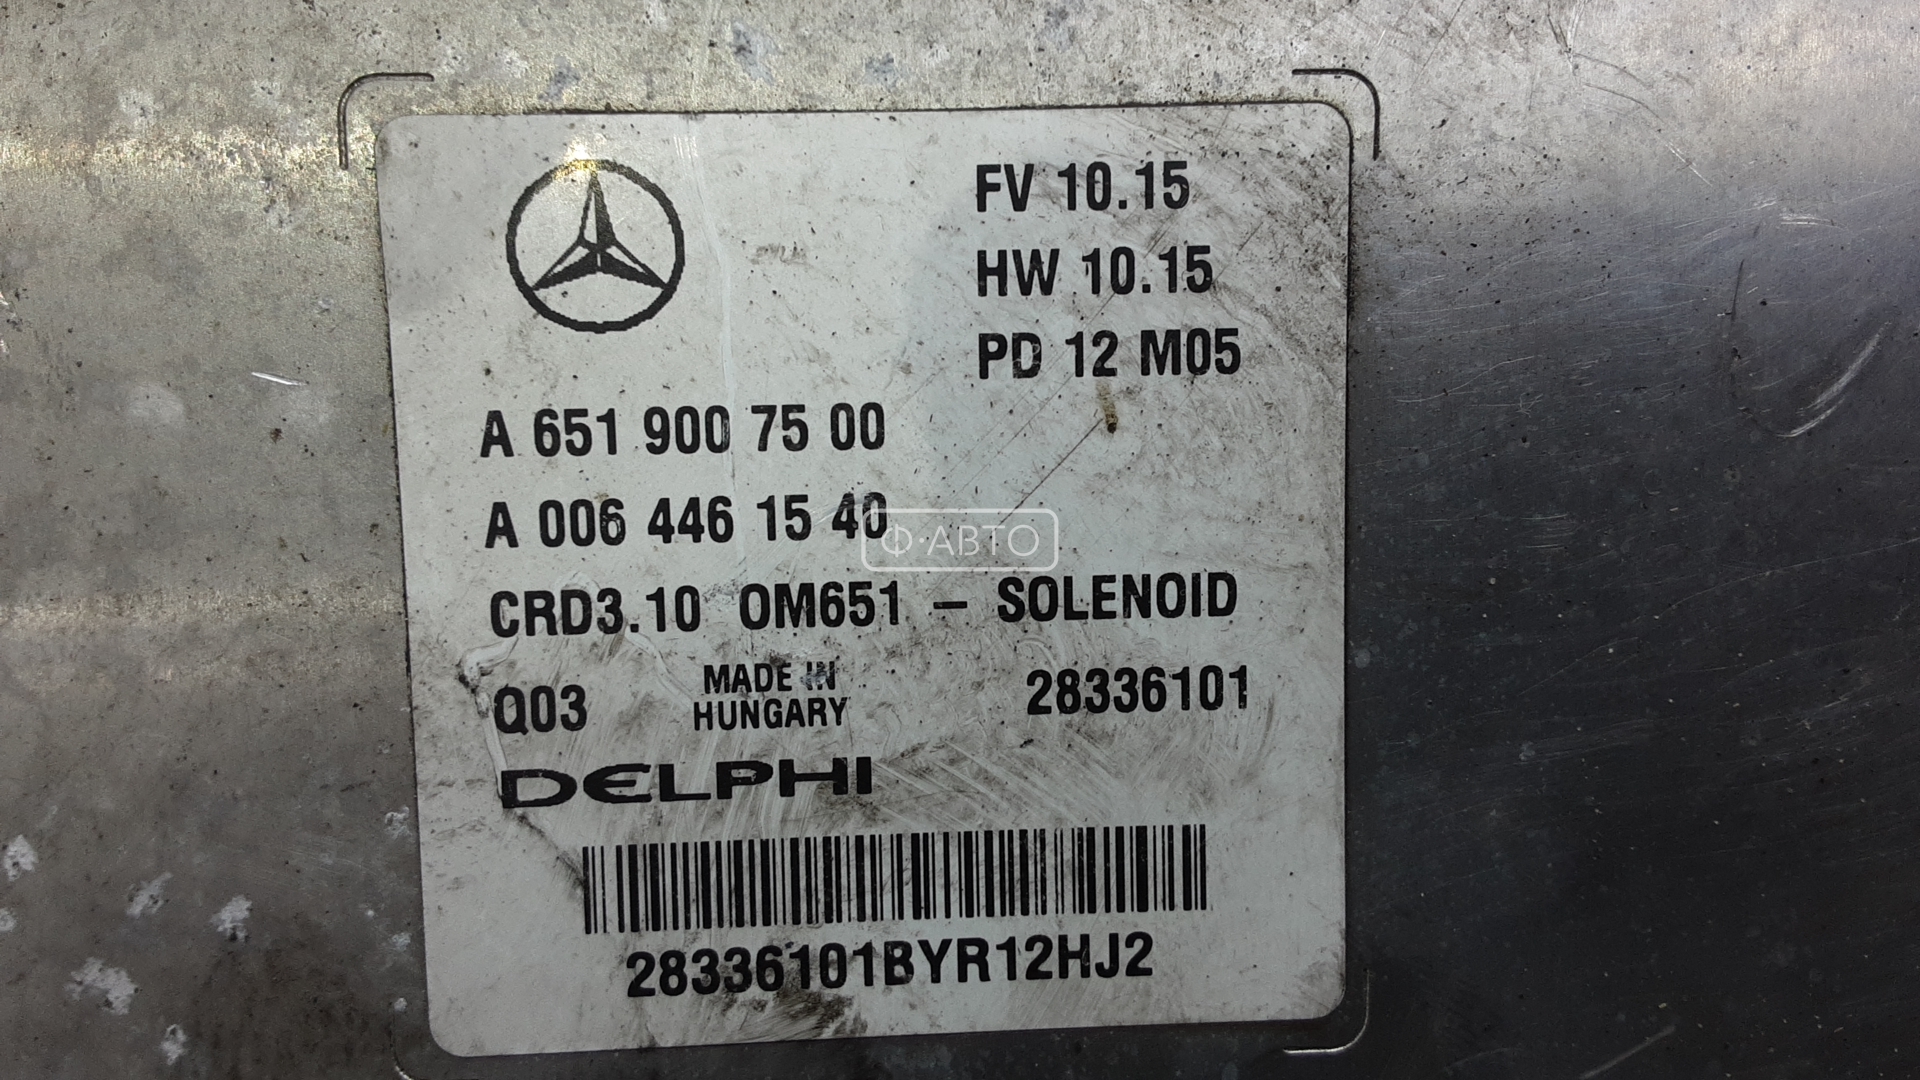 FV 10.15
HW 10.15
PD 12 M05
A 651 900 75 00
A 006 446 15 40
Ф·АВТО
CRD3.10 OM651 – SOLENOID
Q03 MADE IN HUNGARY 28336101
DELPHI
28336101BYR12HJ2